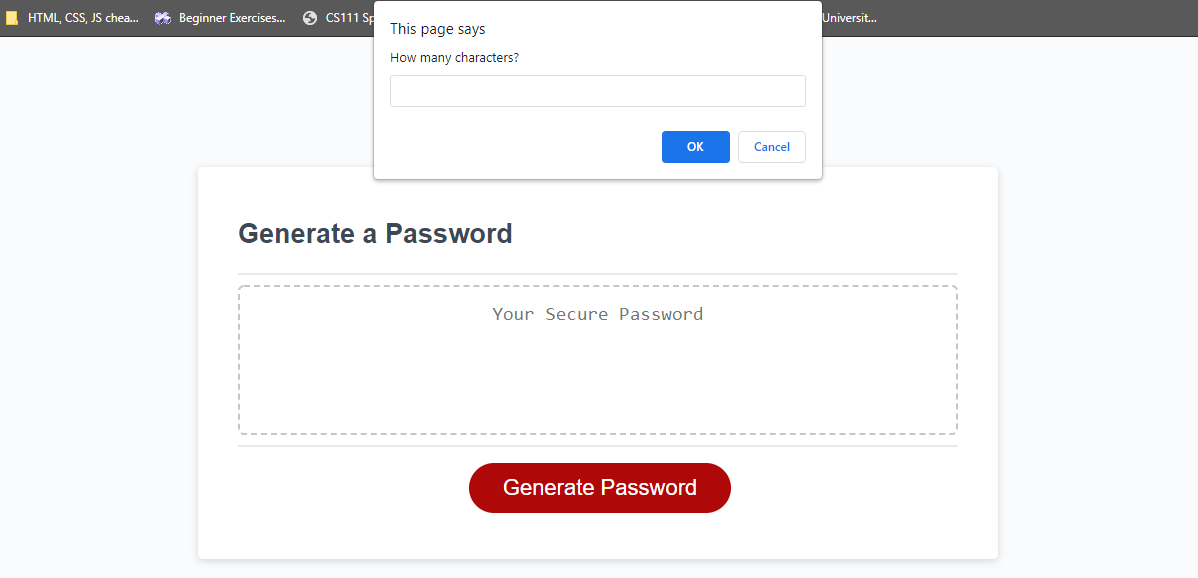 HTML, CSS, JS chea... Beginner Exercises... CS111 Sp Universit...
This page says
How many characters?
OK Cancel
Generate a Password
Your Secure Password
Generate Password